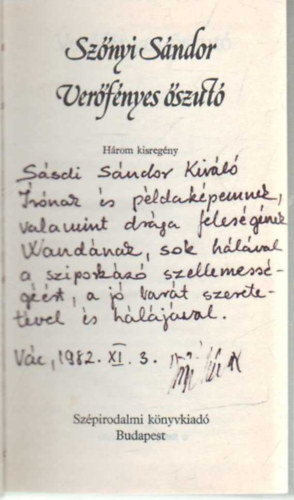 Szőnyi Sándor
Verőfényes őszutó
Három kisregény
Sásdi Sándor Kiváló
Írónak és példaképemnek,
valamint drága feleségének
Wandának, sok hálával
a sziporkázó szellemessé-
géért, a jó barát szerete-
tével és hálájával.
Vác, 1982. XI. 3.
Szépirodalmi könyvkiadó
Budapest